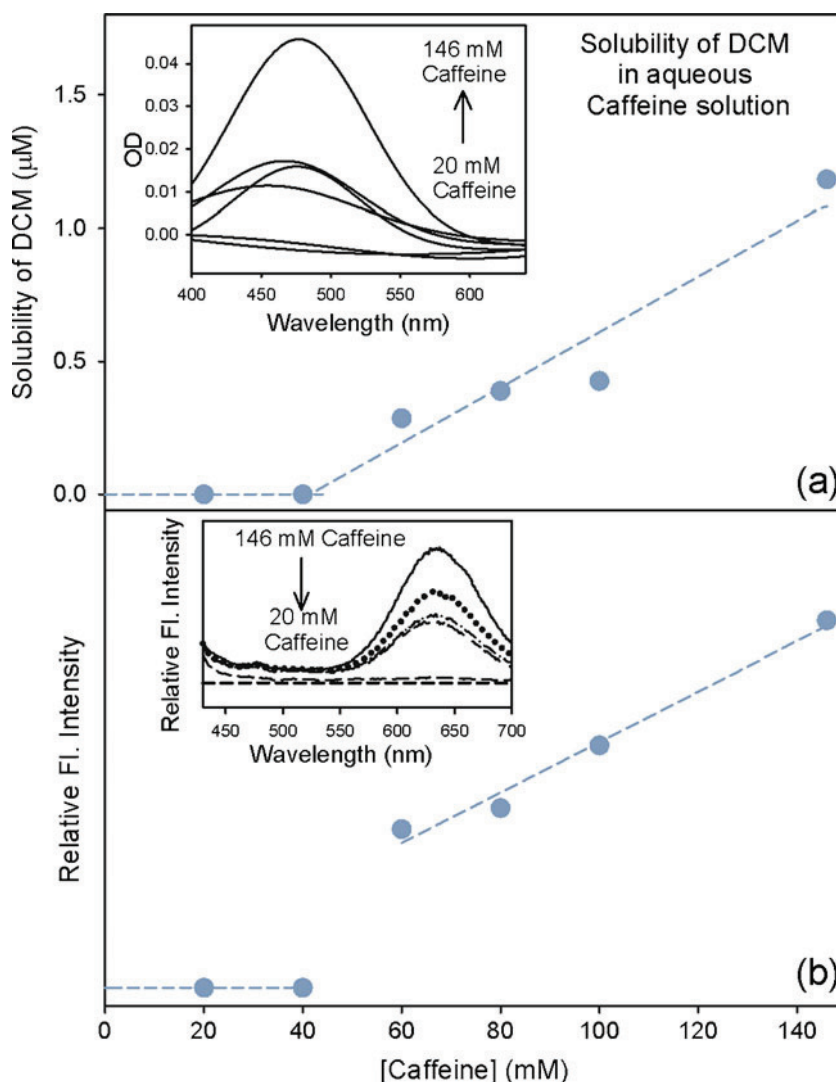 Solubility of DCM
in aqueous
Caffeine solution
Solubility of DCM (μM)
1.5
1.0
0.5
0.0
OD
0.04
0.03
0.02
0.01
0.00
146 mM
Caffeine
20 mM
Caffeine
400 450 500 550 600
Wavelength (nm)
(a)
Relative Fl. Intensity
Relative Fl. Intensity
146 mM Caffeine
20 mM
Caffeine
450 500 550 600 650 700
Wavelength (nm)
(b)
0 20 40 60 80 100 120 140
[Caffeine] (mM)